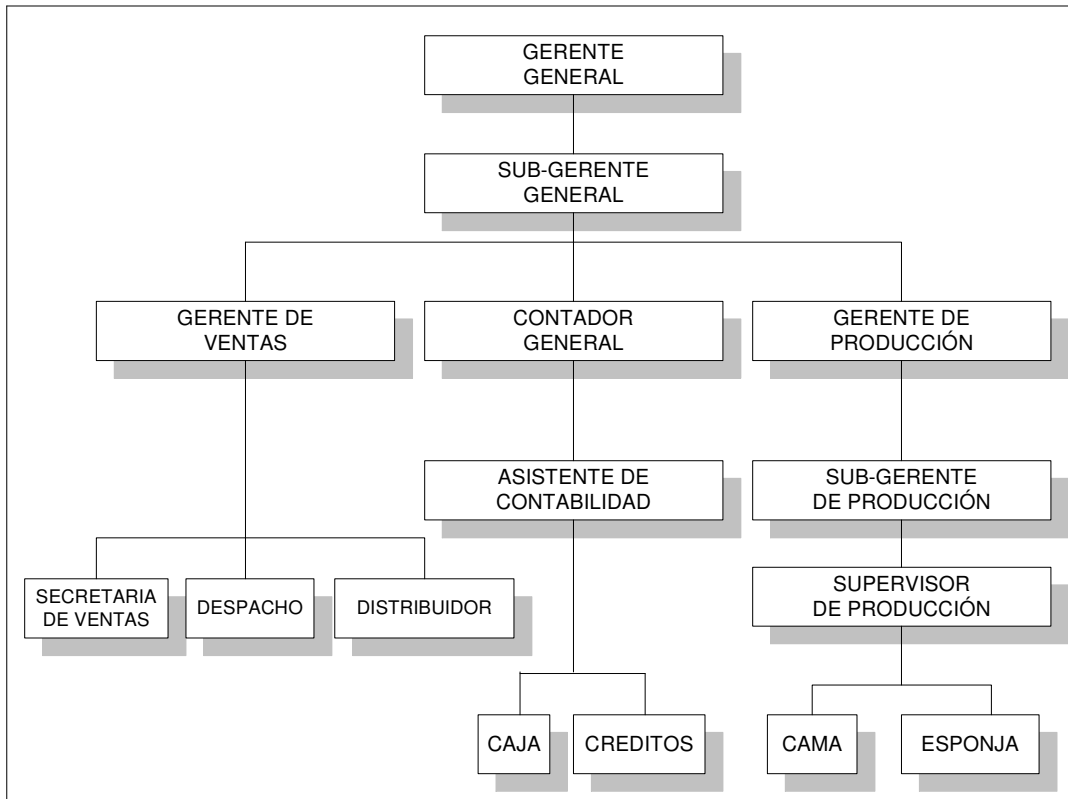 GERENTE
GENERAL
SUB-GERENTE
GENERAL
GERENTE DE
VENTAS
CONTADOR
GENERAL
GERENTE DE
PRODUCCIÓN
ASISTENTE DE
CONTABILIDAD
SUB-GERENTE
DE PRODUCCIÓN
SECRETARIA
DE VENTAS
DESPACHO
DISTRIBUIDOR
SUPERVISOR
DE PRODUCCIÓN
CAJA
CREDITOS
CAMA
ESPONJA